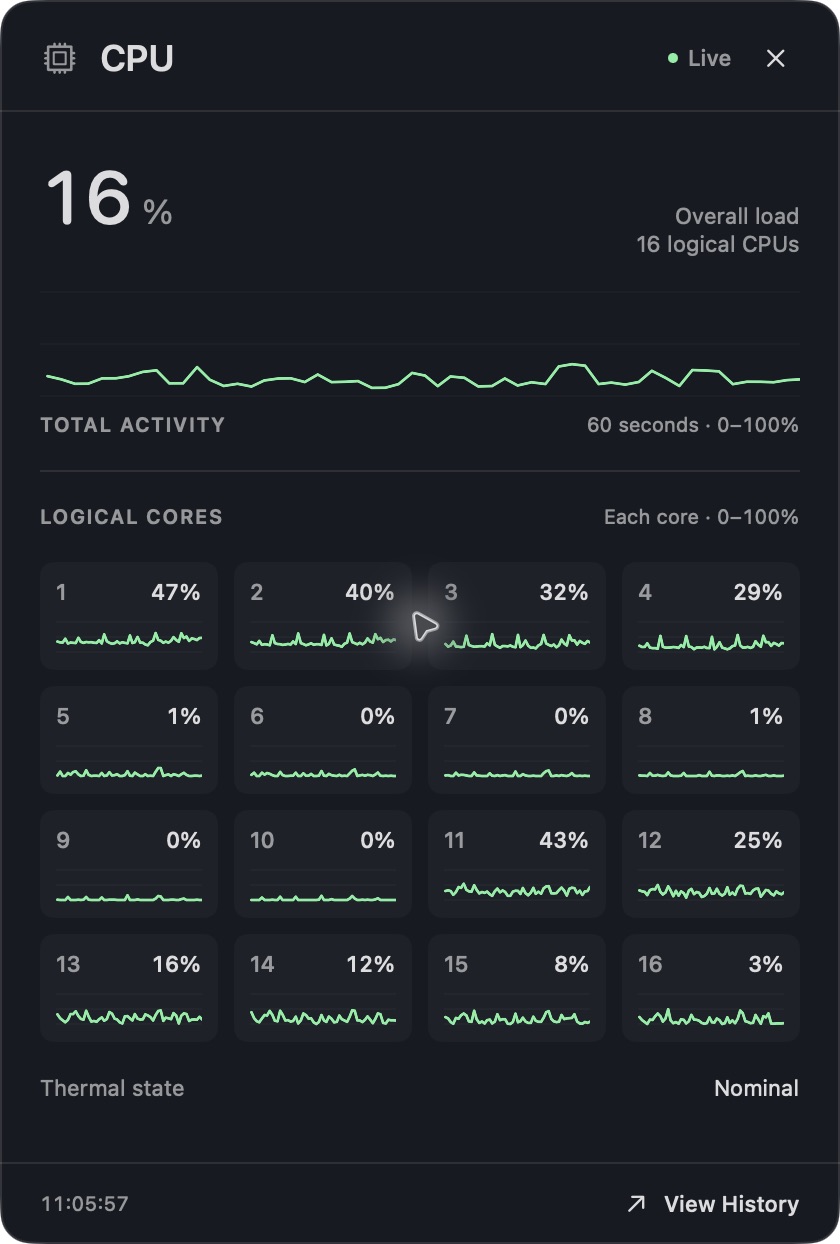 CPU
Live
16 %
Overall load
16 logical CPUs
TOTAL ACTIVITY
60 seconds · 0–100%
LOGICAL CORES
Each core · 0–100%
1 47%
2 40%
3 32%
4 29%
5 1%
6 0%
7 0%
8 1%
9 0%
10 0%
11 43%
12 25%
13 16%
14 12%
15 8%
16 3%
Thermal state
Nominal
11:05:57
View History